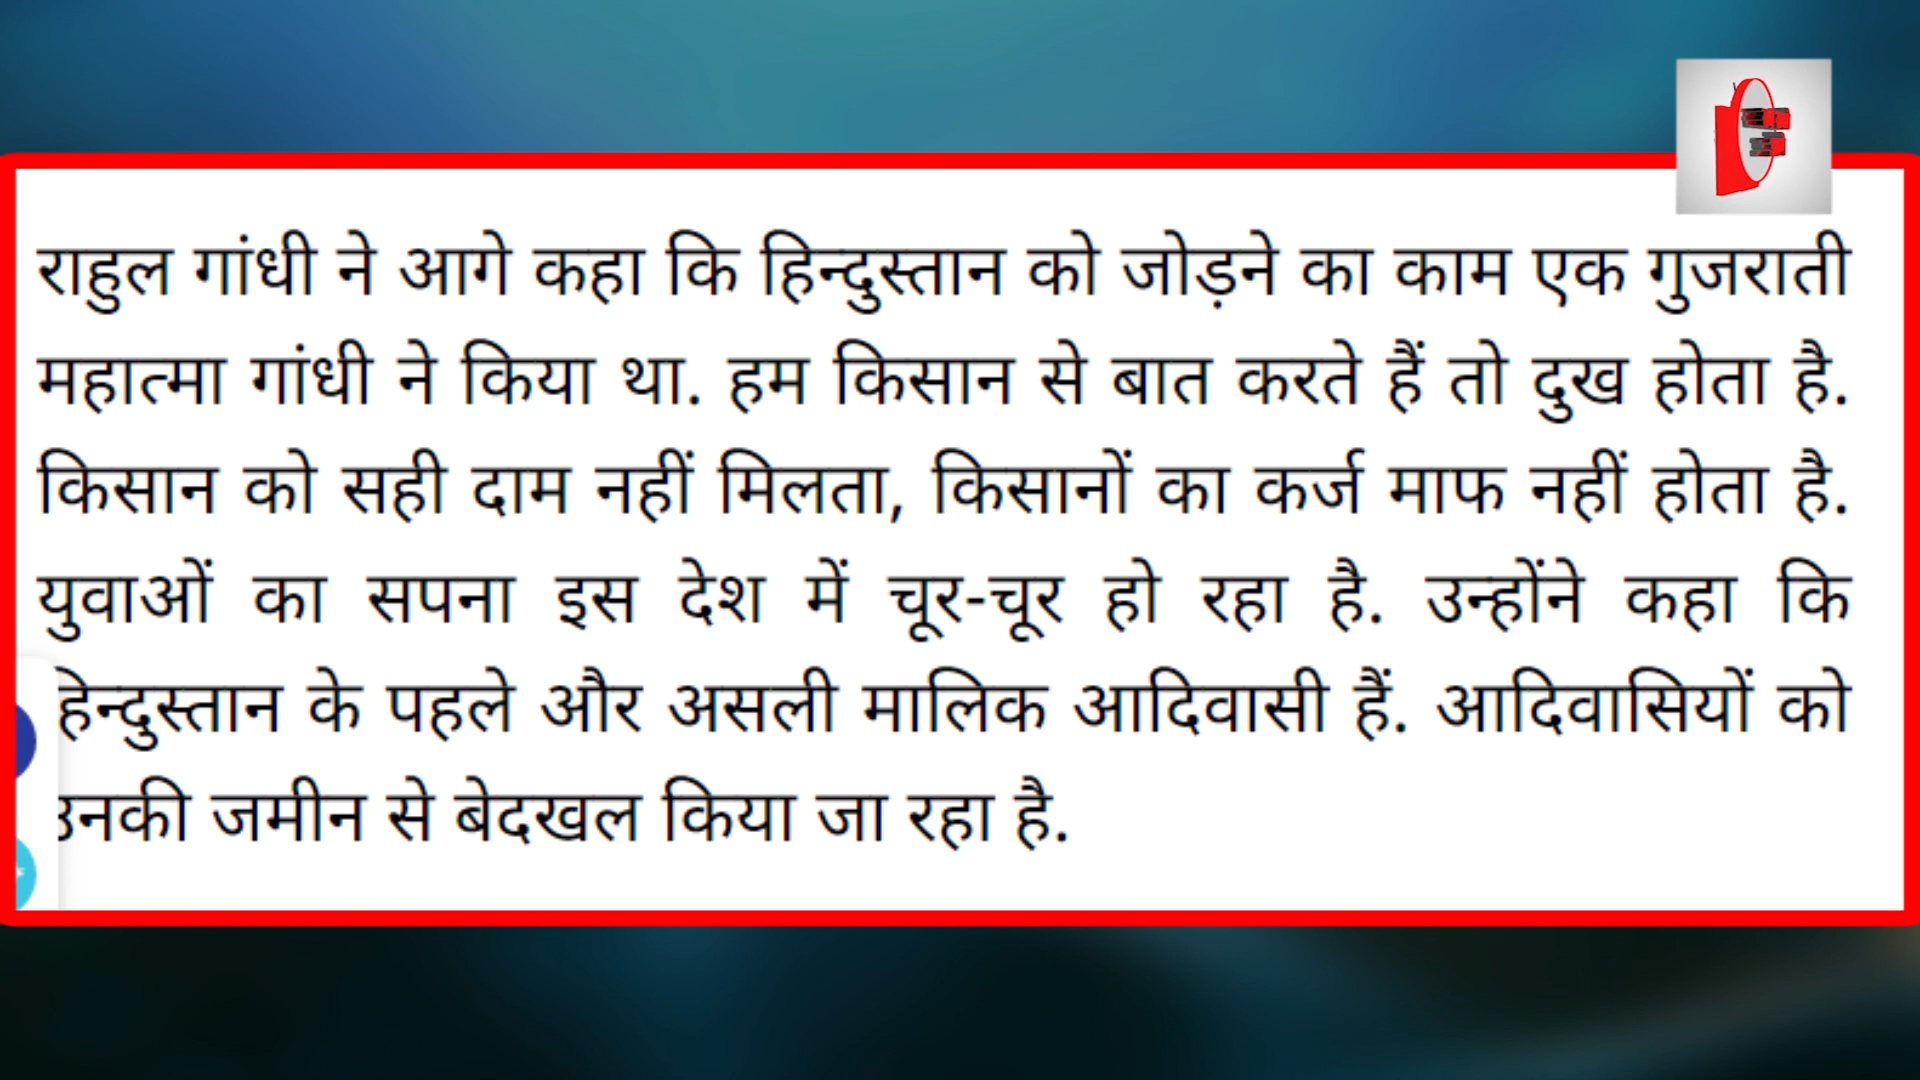 राहुल गांधी ने आगे कहा कि हिन्दुस्तान को जोड़ने का काम एक गुजराती
महात्मा गांधी ने किया था. हम किसान से बात करते हैं तो दुख होता है.
किसान को सही दाम नहीं मिलता, किसानों का कर्ज माफ नहीं होता है.
युवाओं का सपना इस देश में चूर-चूर हो रहा है. उन्होंने कहा कि
हिन्दुस्तान के पहले और असली मालिक आदिवासी हैं. आदिवासियों को
उनकी जमीन से बेदखल किया जा रहा है.